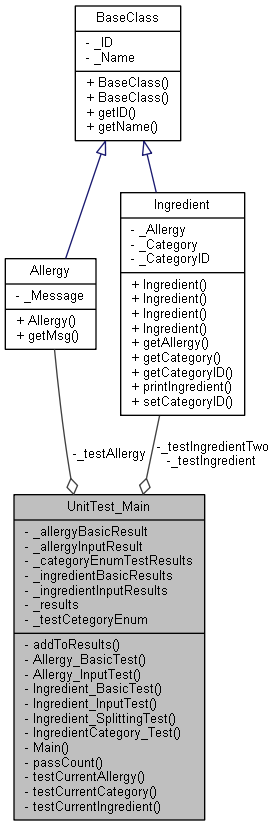 BaseClass
- _ID
- _Name
+ BaseClass()
+ BaseClass()
+ getID()
+ getName()
Ingredient
- _Allergy
- _Category
- _CategoryID
+ Ingredient()
+ Ingredient()
+ Ingredient()
+ Ingredient()
+ getAllergy()
+ getCategory()
+ getCategoryID()
+ printIngredient()
+ setCategoryID()
Allergy
- _Message
+ Allergy()
+ getMsg()
-_testAllergy
-_testIngredientTwo
-_testIngredient
UnitTest_Main
- _allergyBasicResult
- _allergyInputResult
- _categoryEnumTestResults
- _ingredientBasicResults
- _ingredientInputResults
- _results
- _testCetegoryEnum
- addToResults()
- Allergy_BasicTest()
- Allergy_InputTest()
- Ingredient_BasicTest()
- Ingredient_InputTest()
- Ingredient_SplittingTest()
- IngredientCategory_Test()
- Main()
- passCount()
- testCurrentAllergy()
- testCurrentCategory()
- testCurrentIngredient()